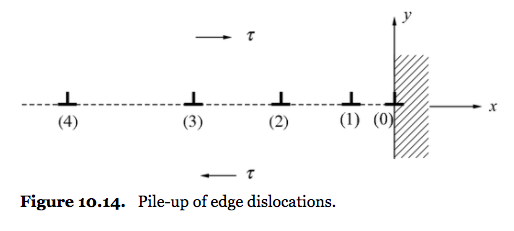 y
τ
x
(4) (3) (2) (1) (0)
τ
Figure 10.14. Pile-up of edge dislocations.